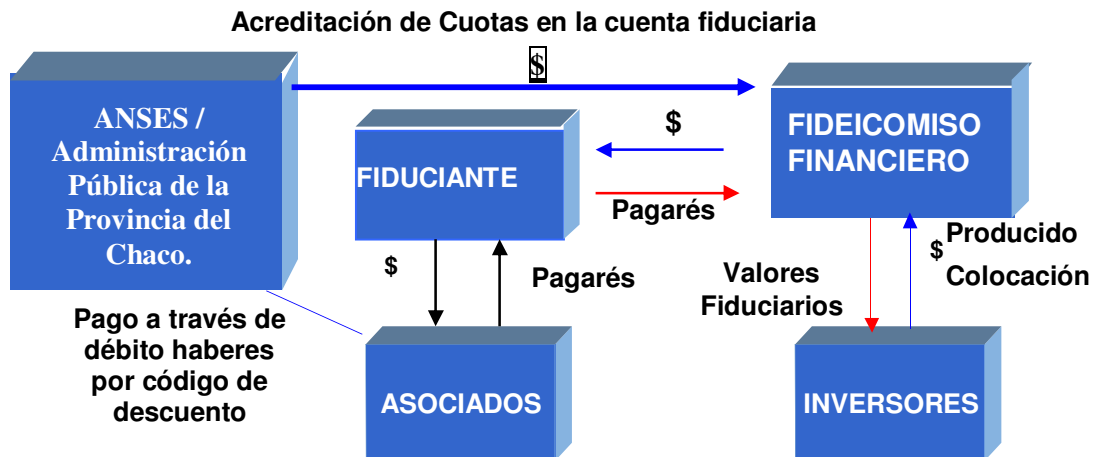 Acreditación de Cuotas en la cuenta fiduciaria
$
ANSES /
Administración
Pública de la
Provincia del
Chaco.
FIDUCIANTE
$
Pagarés
FIDEICOMISO
FINANCIERO
$
Pagarés
Valores
Fiduciarios
$
Producido
Colocación
Pago a través de
débito haberes
por código de
descuento
ASOCIADOS
INVERSORES